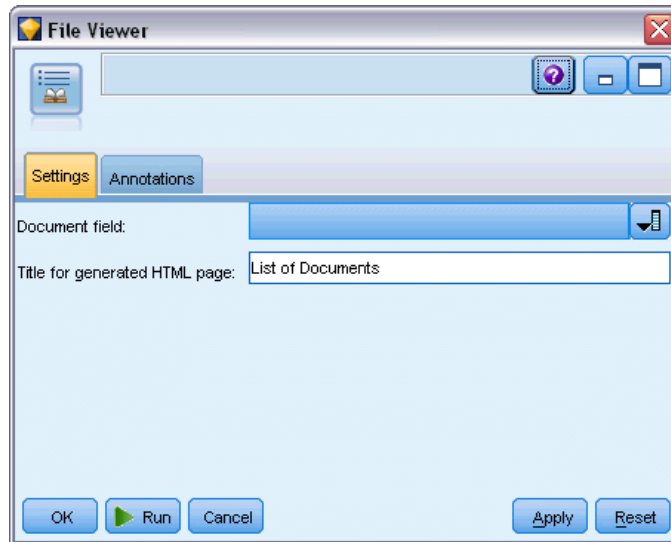 File Viewer
?
Settings
Annotations
Document field:
Title for generated HTML page:
List of Documents
OK
Run
Cancel
Apply
Reset